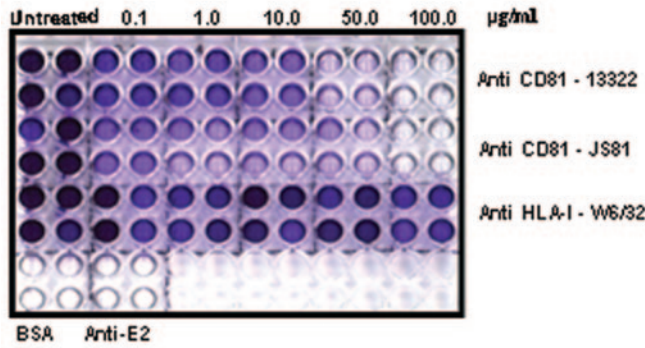 Untreated 0.1 1.0 10.0 50.0 100.0 µg/ml
Anti CD81 - 13322
Anti CD81 - JS81
Anti HLA-I - W6/32
BSA Anti-E2